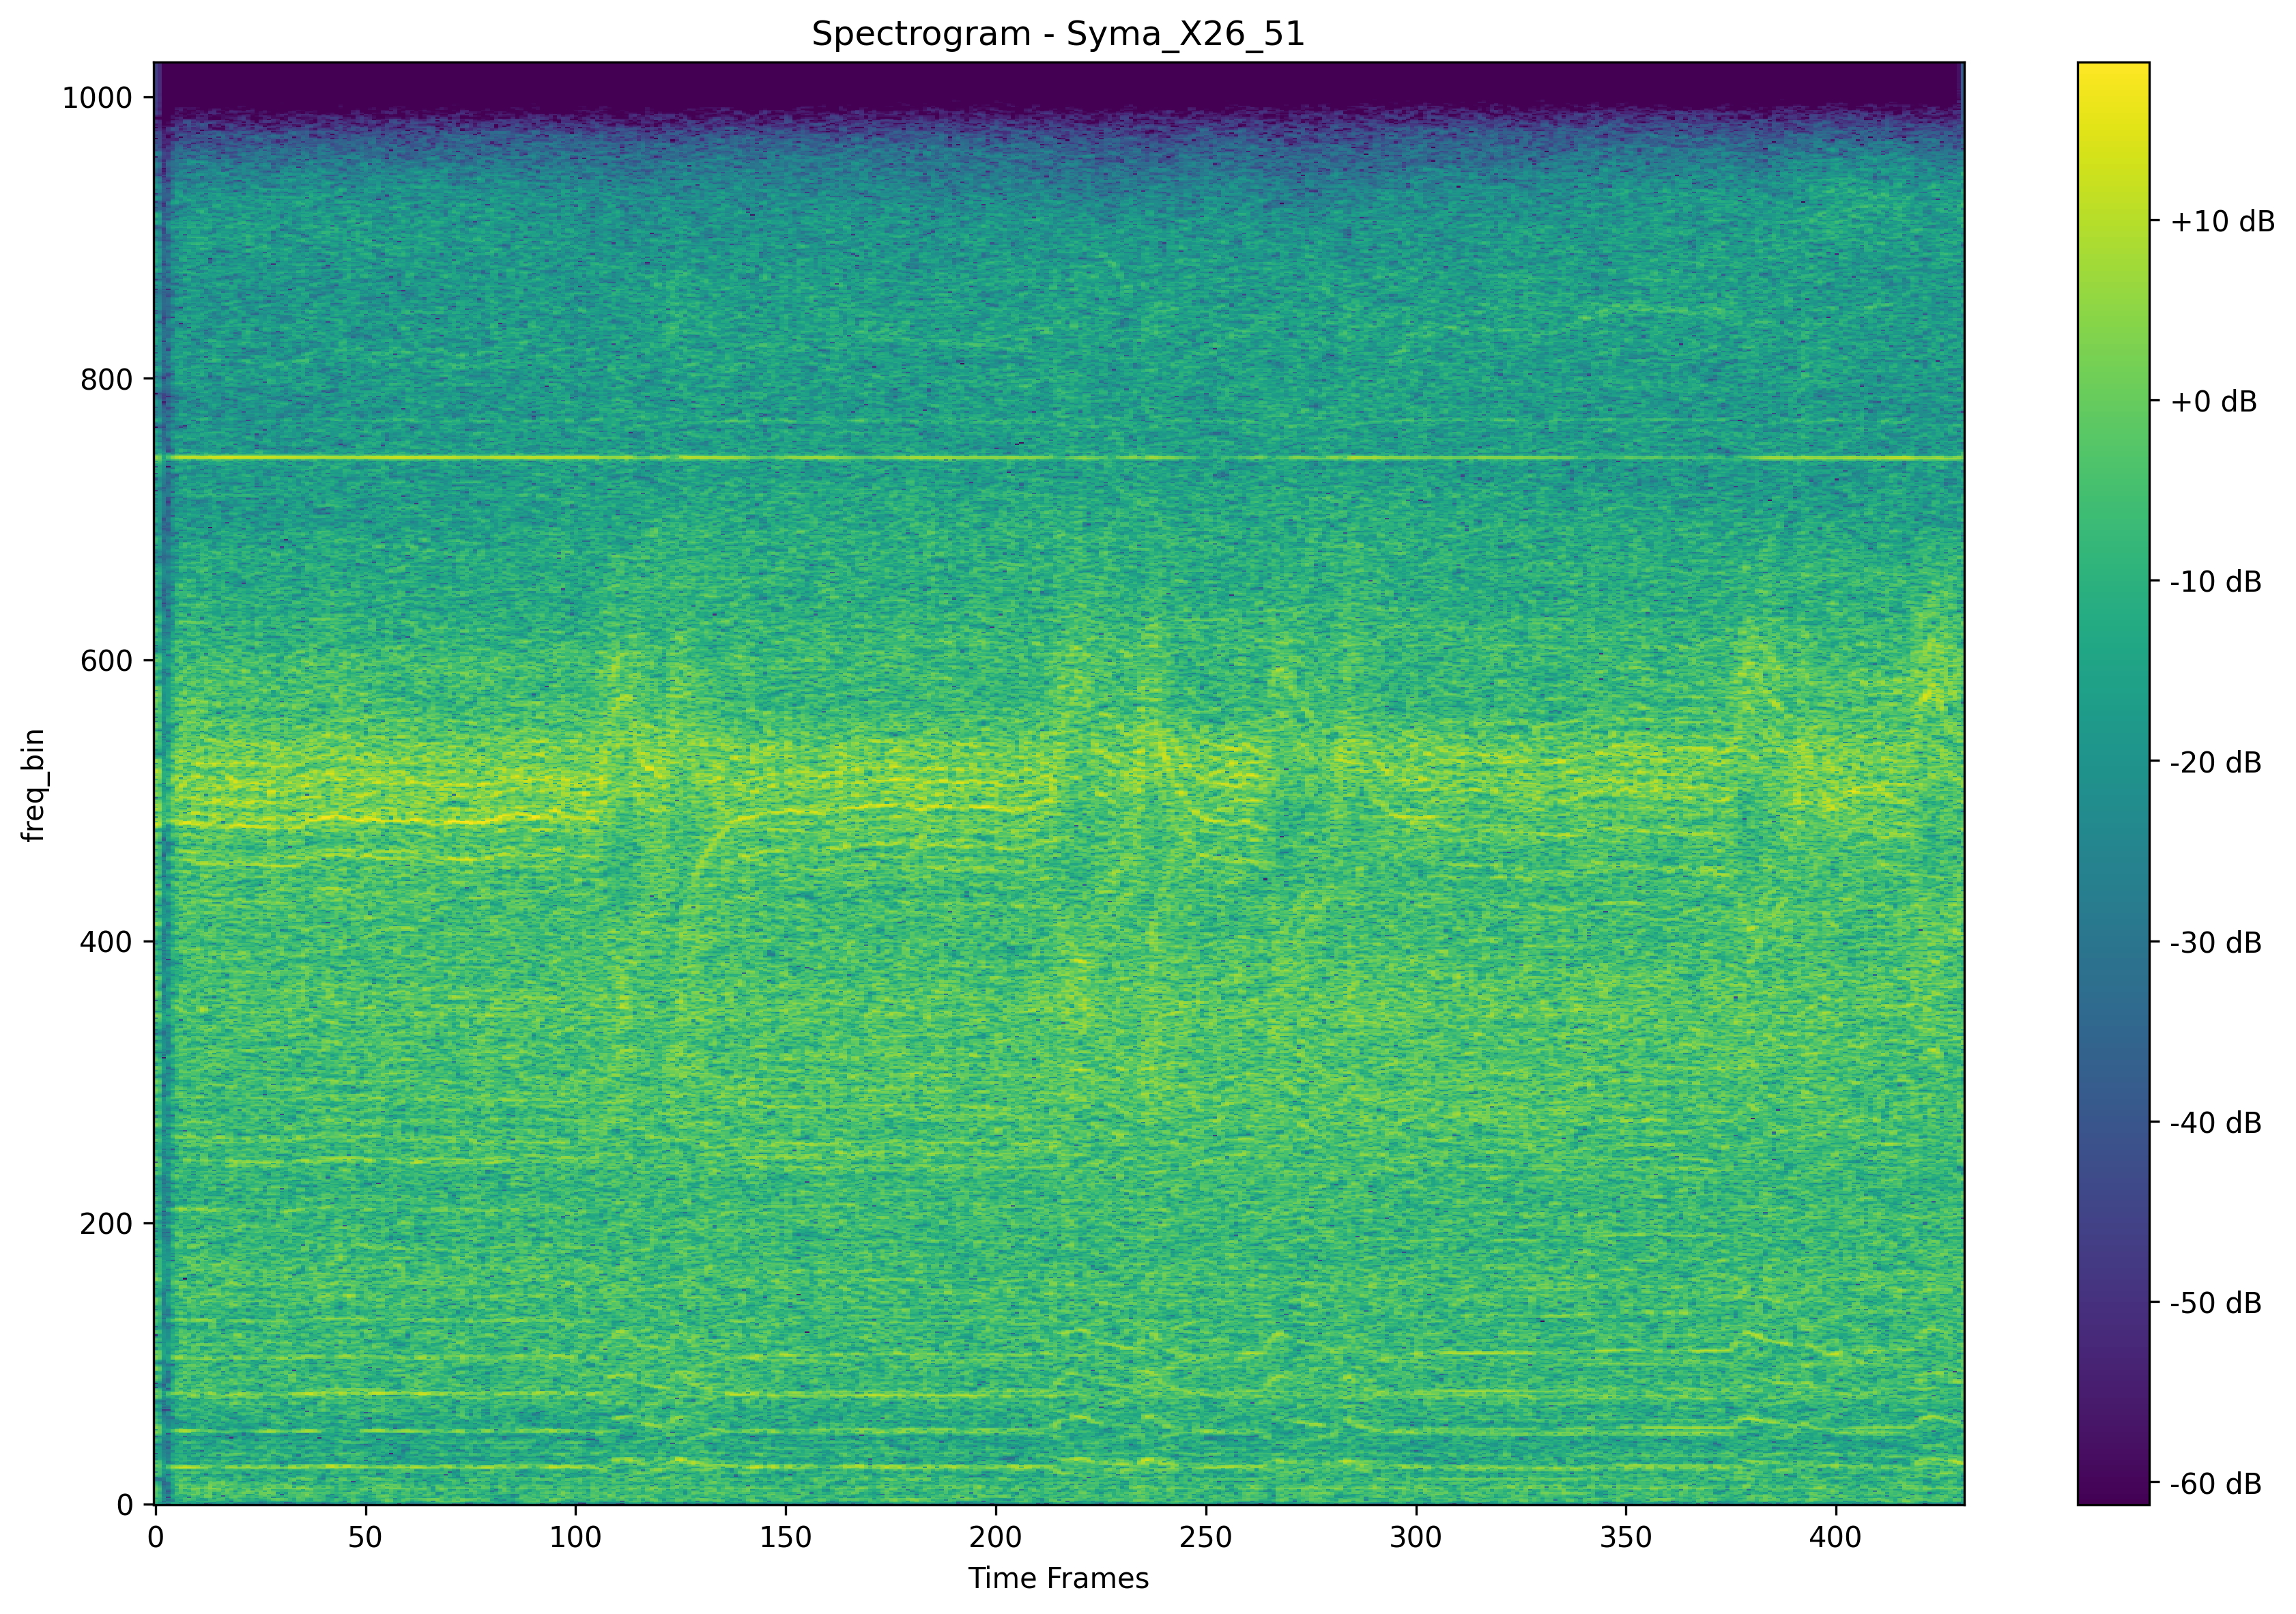 Spectrogram - Syma_X26_51
1000
800
600
400
200
0
freq_bin
0 50 100 150 200 250 300 350 400
Time Frames
+10 dB
+0 dB
-10 dB
-20 dB
-30 dB
-40 dB
-50 dB
-60 dB